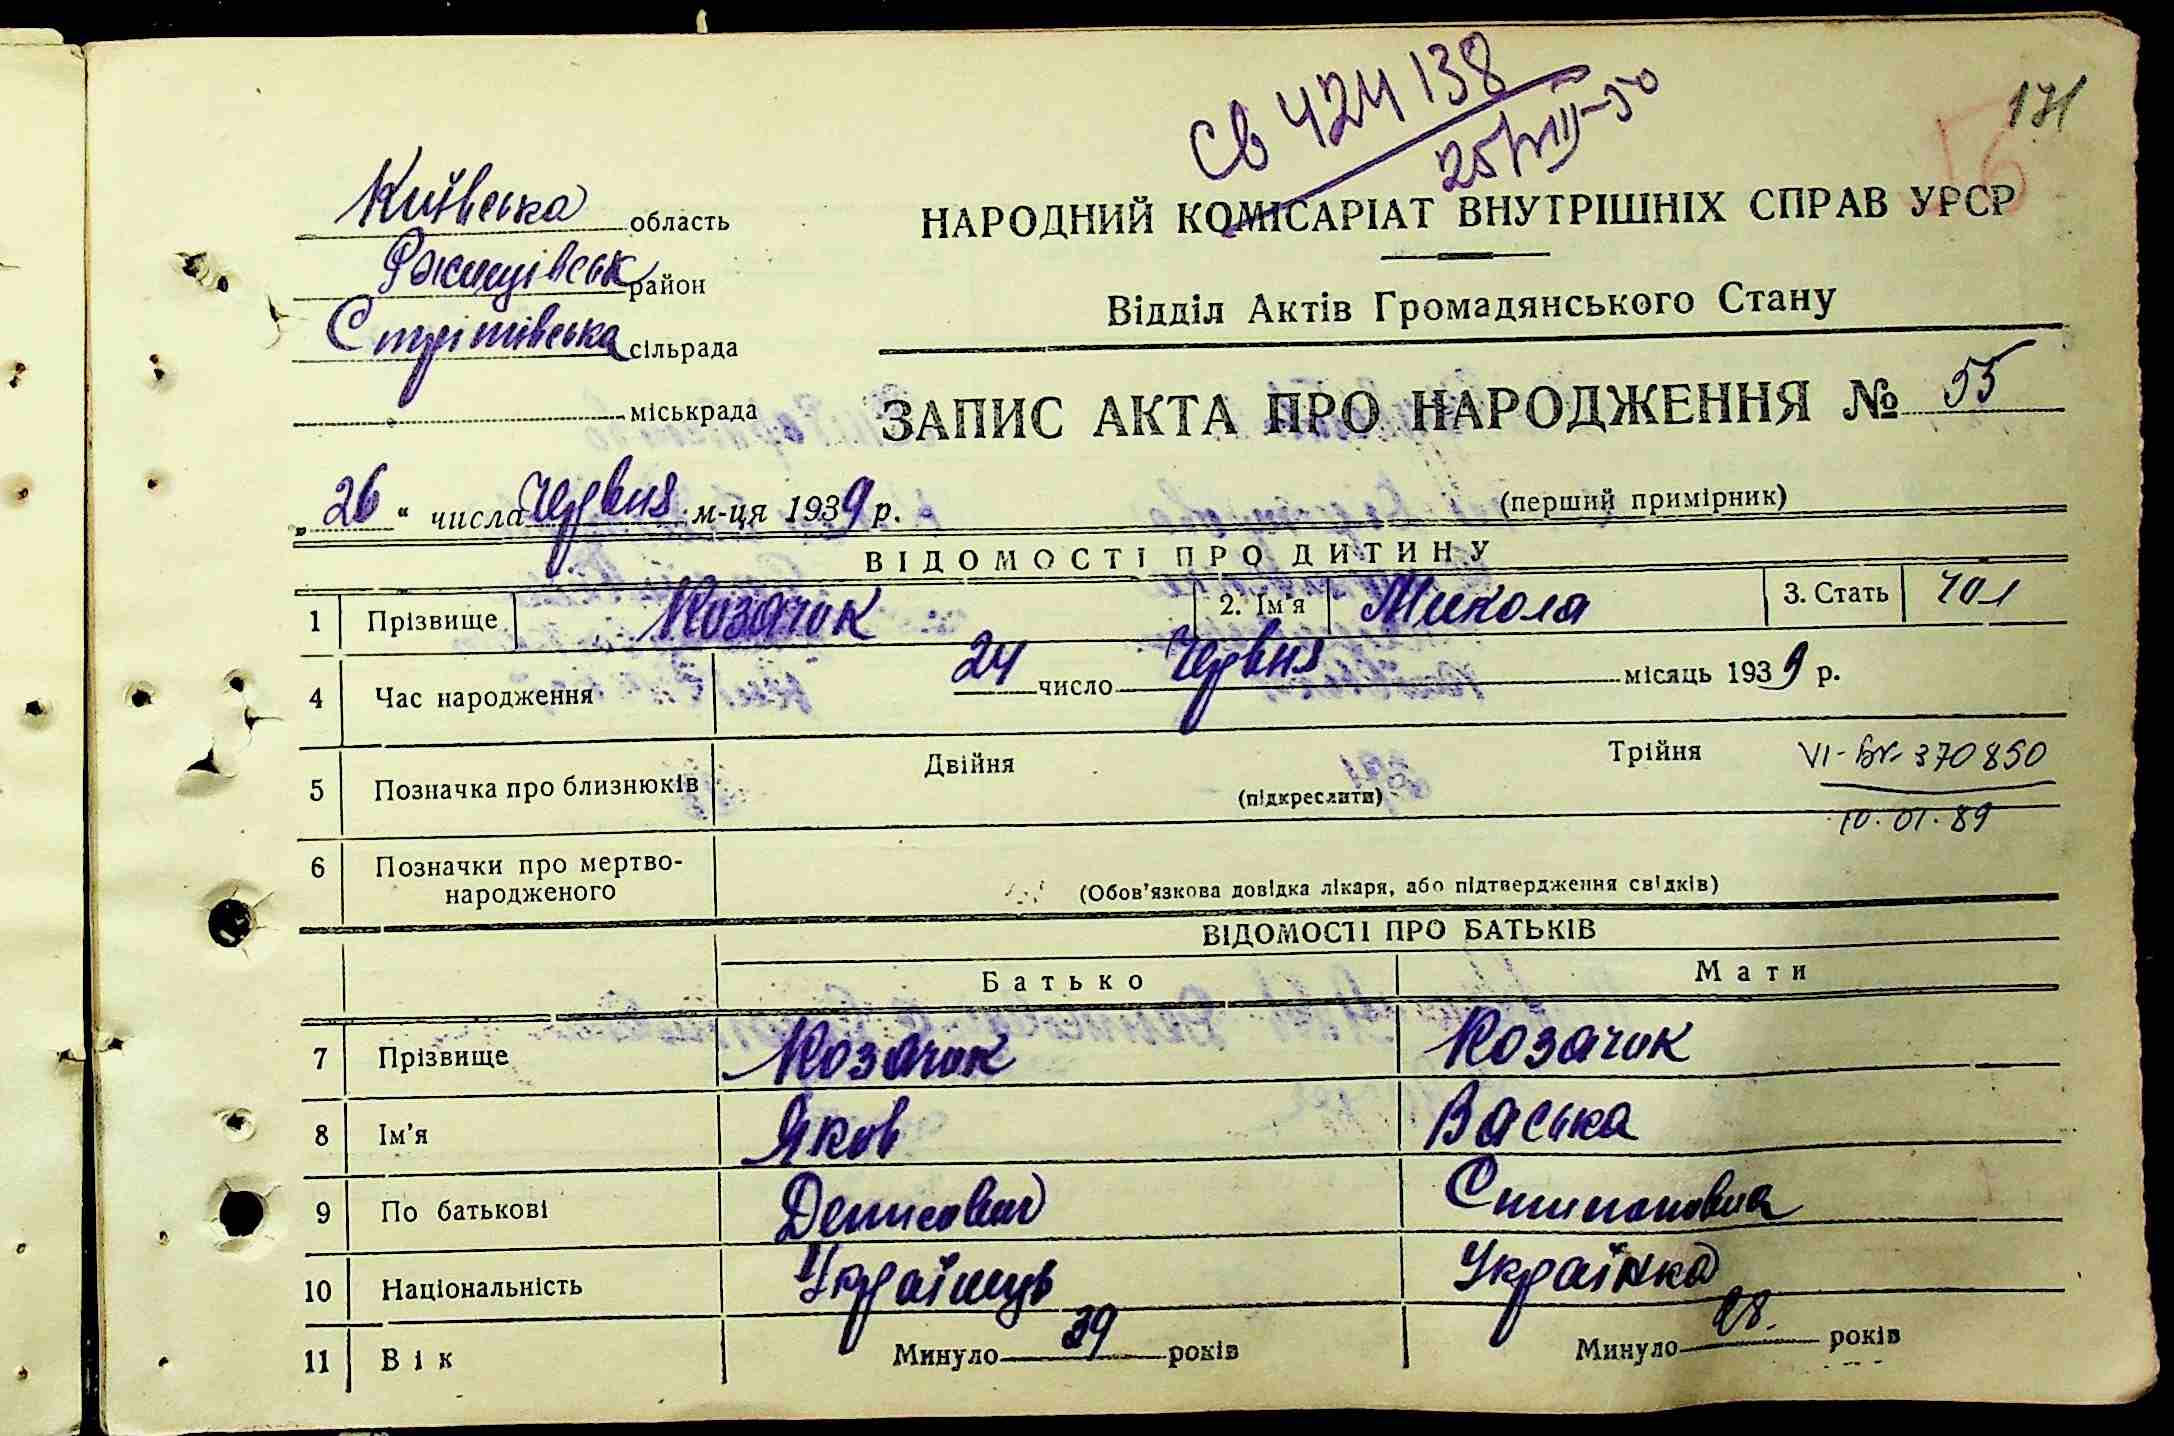 Св 424138
25/VIII-50
171
56
Київська область
Ржищівськ район
Стрітівська сільрада
міськрада
НАРОДНИЙ КОМІСАРІАТ ВНУТРІШНІХ СПРАВ УРСР
Відділ Актів Громадянського Стану
ЗАПИС АКТА ПРО НАРОДЖЕННЯ № 55
„26“ числа Червня м-ця 1939 р.
(перший примірник)
ВІДОМОСТІ ПРО ДИТИНУ
1 Прізвище Козачок 2. Ім'я Микола 3. Стать чол
4 Час народження 24 число Червня місяць 1939 р.
5 Позначка про близнюків Двійня (підкреслити) Трійня
VI-БК 370850
10.01.89
6 Позначки про мертво-
народженого (Обов'язкова довідка лікаря, або підтвердження свідків)
ВІДОМОСТІ ПРО БАТЬКІВ
Батько Мати
7 Прізвище Козачок Козачок
8 Ім'я Яков Васька
9 По батькові Денисович Стипоновна
10 Національність Українець Українка
11 Вік Минуло 39 років Минуло 28. років